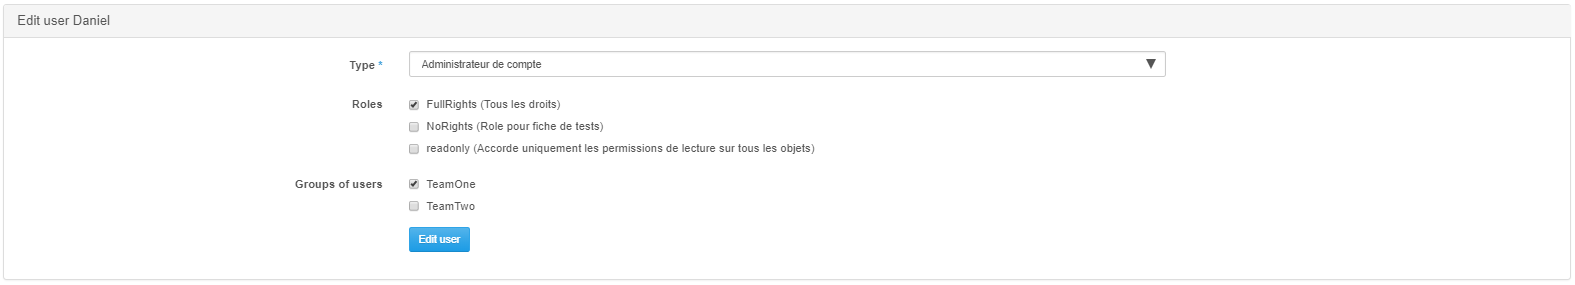 Edit user Daniel
Type *
Administrateur de compte
Roles
FullRights (Tous les droits)
NoRights (Role pour fiche de tests)
readonly (Accorde uniquement les permissions de lecture sur tous les objets)
Groups of users
TeamOne
TeamTwo
Edit user